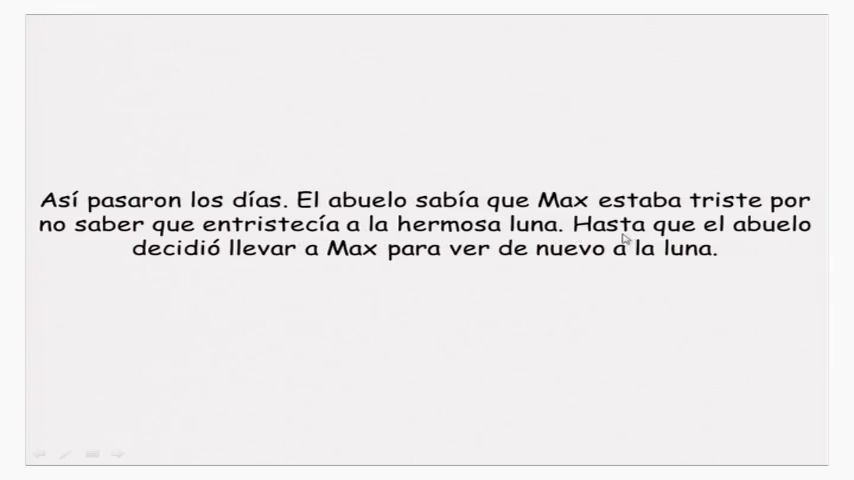 Así pasaron los días. El abuelo sabía que Max estaba triste por
no saber que entristecía a la hermosa luna. Hasta que el abuelo
decidió llevar a Max para ver de nuevo a la luna.